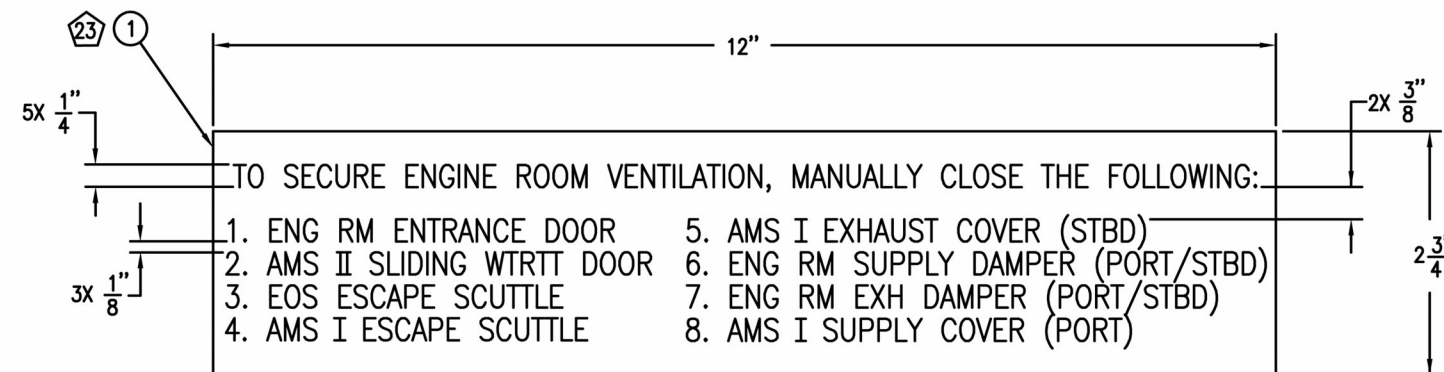 23 1
12"
5X 1/4"
2X 3/8"
TO SECURE ENGINE ROOM VENTILATION, MANUALLY CLOSE THE FOLLOWING:
1. ENG RM ENTRANCE DOOR
2. AMS II SLIDING WTRTT DOOR
3. EOS ESCAPE SCUTTLE
4. AMS I ESCAPE SCUTTLE
5. AMS I EXHAUST COVER (STBD)
6. ENG RM SUPPLY DAMPER (PORT/STBD)
7. ENG RM EXH DAMPER (PORT/STBD)
8. AMS I SUPPLY COVER (PORT)
3X 1/8"
2 3/4"